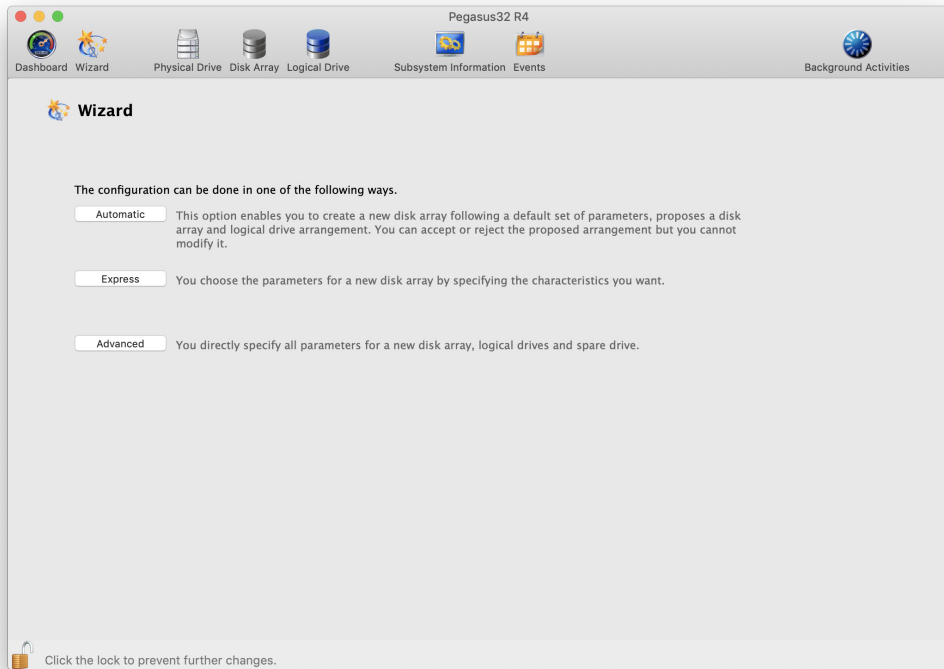 Pegasus32 R4
Dashboard Wizard Physical Drive Disk Array Logical Drive Subsystem Information Events Background Activities
Wizard
The configuration can be done in one of the following ways.
Automatic This option enables you to create a new disk array following a default set of parameters, proposes a disk
array and logical drive arrangement. You can accept or reject the proposed arrangement but you cannot
modify it.
Express You choose the parameters for a new disk array by specifying the characteristics you want.
Advanced You directly specify all parameters for a new disk array, logical drives and spare drive.
Click the lock to prevent further changes.